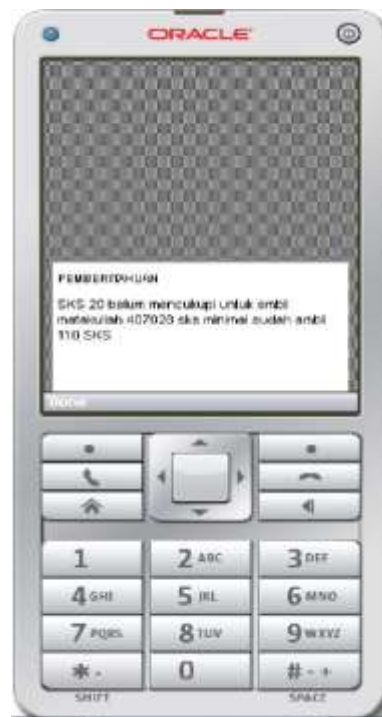 ORACLE
PEMBERITAHUAN
SKS 20 belum mencukupi untuk ambil
matakuliah 407028 sks minimal sudah ambil
110 SKS
1
2 ABC
3 DEF
4 GHI
5 JKL
6 MNO
7 PQRS
8 TUV
9 WXYZ
* -
0
# - +
SHIFT
SPACE